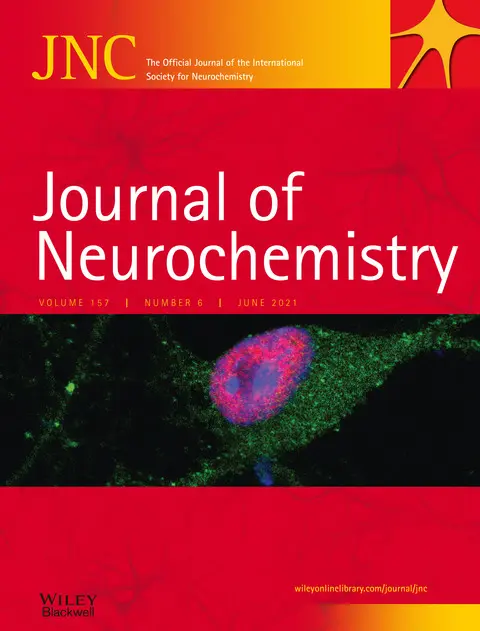 JNC
The Official Journal of the International
Society for Neurochemistry
Journal of
Neurochemistry
VOLUME 157 | NUMBER 6 | JUNE 2021
WILEY
Blackwell
wileyonlinelibrary.com/journal/jnc